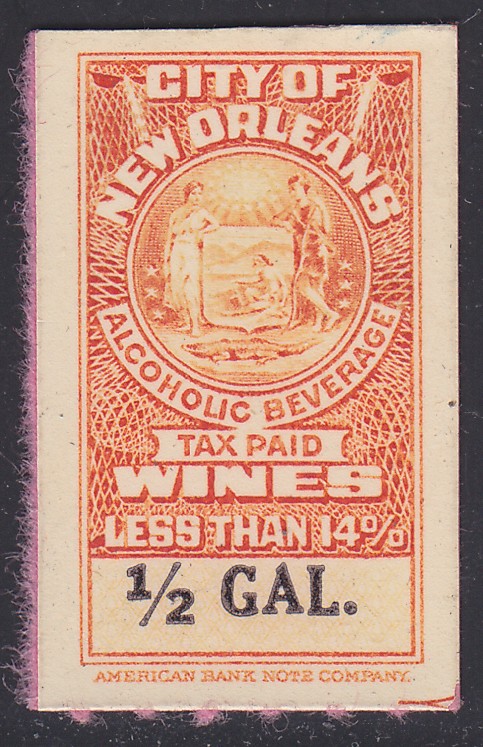 CITY OF
NEW ORLEANS
ALCOHOLIC BEVERAGE
TAX PAID
WINES
LESS THAN 14%
1/2 GAL.
AMERICAN BANK NOTE COMPANY.